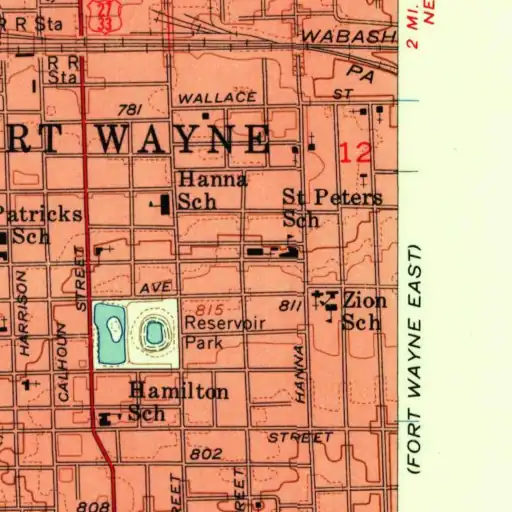 27
33
R R Sta
WABASH
2 MI.
NE
R R
Sta
PA
781
WALLACE
ST
RT WAYNE
12
Hanna
Sch
St Peters
Sch
Patricks
Sch
STREET
AVE
815
811
Zion
Sch
HARRISON
CALHOUN
Reservoir
Park
HANNA
(FORT WAYNE EAST)
Hamilton
Sch
STREET
802
808
REET
REET